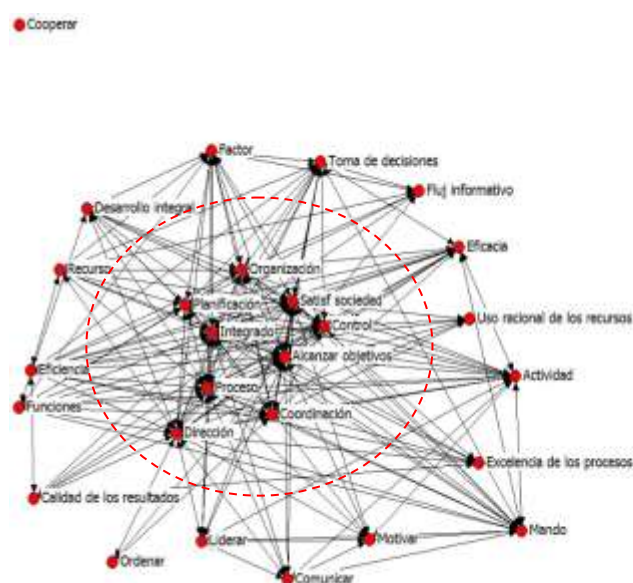 Cooperar
Factor
Toma de decisiones
Fluj informativo
Desarrollo integral
Eficacia
Recurso
Organización
Planificación
Satisf sociedad
Uso racional de los recursos
Control
Integrado
Alcanzar objetivos
Eficiencia
Actividad
Proceso
Funciones
Coordinación
Dirección
Excelencia de los procesos
Calidad de los resultados
Mando
Liderar
Motivar
Ordenar
Comunicar